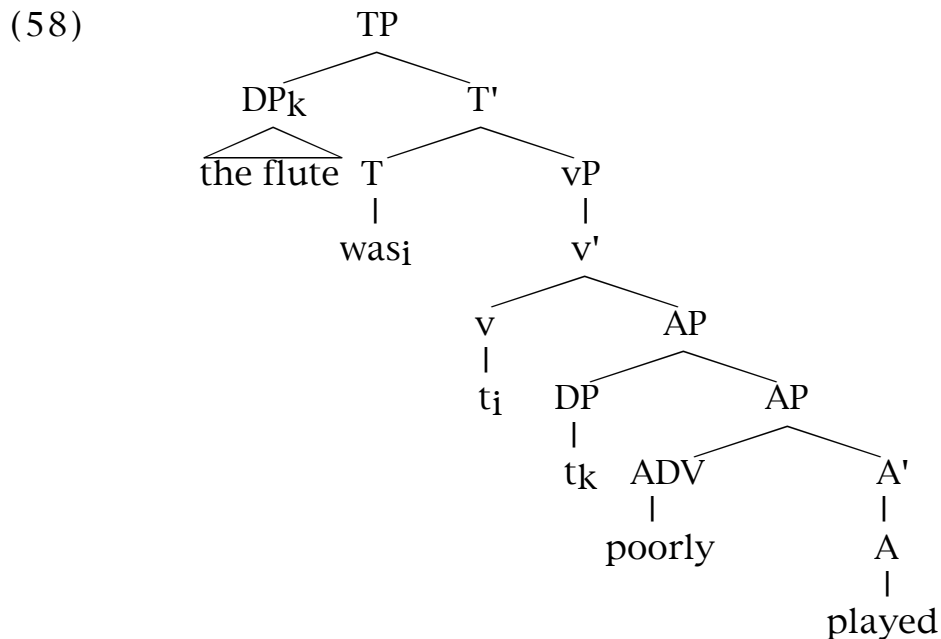 (58) TP
DPk T'
the flute T vP
wasi v'
v AP
ti DP AP
tk ADV A'
poorly A
played